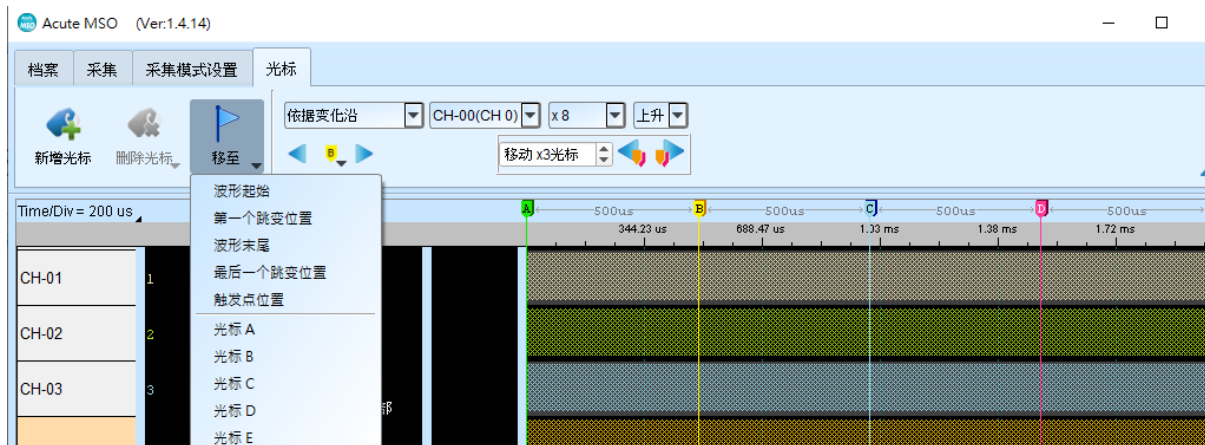 Acute MSO (Ver:1.4.14)
档案 采集 采集模式设置 光标
依据变化沿 CH-00(CH 0) x 8 上升
新增光标 删除光标 移至 B 移动 x3光标
波形起始
Time/Div = 200 us A 500us B 500us C 500us D 500us
第一个跳变位置
344.23 us 688.47 us 1.03 ms 1.38 ms 1.72 ms
波形末尾
最后一个跳变位置
CH-01 1
触发点位置
光标 A
CH-02 2
光标 B
光标 C
CH-03 3
光标 D
部
光标 E